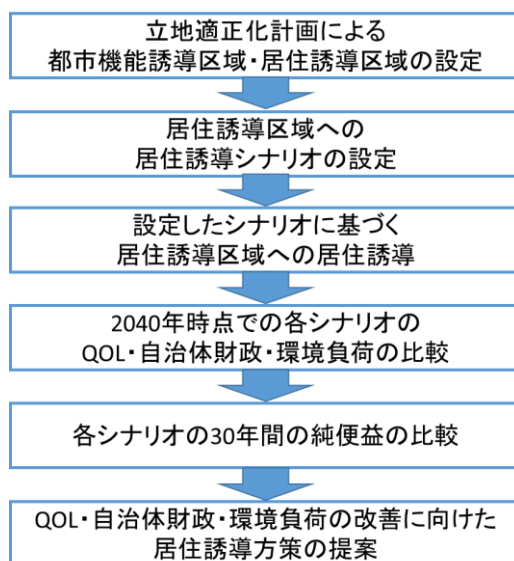 立地適正化計画による
都市機能誘導区域・居住誘導区域の設定
居住誘導区域への
居住誘導シナリオの設定
設定したシナリオに基づく
居住誘導区域への居住誘導
2040年時点での各シナリオの
QOL・自治体財政・環境負荷の比較
各シナリオの30年間の純便益の比較
QOL・自治体財政・環境負荷の改善に向けた
居住誘導方策の提案